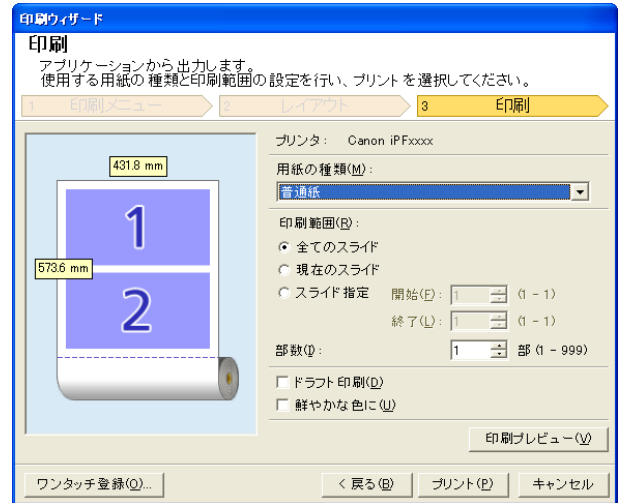 印刷ウィザード
印刷
アプリケーションから出力します。
使用する用紙の種類と印刷範囲の設定を行い、プリントを選択してください。
1 印刷メニュー 2 レイアウト 3 印刷
プリンタ: Canon iPFxxxx
431.8 mm
用紙の種類(M):
普通紙
1
印刷範囲(R):
全てのスライド
573.6 mm
現在のスライド
2
スライド指定 開始(F): 1 (1 - 1)
終了(L): 1 (1 - 1)
部数(I): 1 部 (1 - 999)
ドラフト印刷(D)
鮮やかな色に(U)
印刷プレビュー(V)
ワンタッチ登録(O)... < 戻る(B) プリント(P) キャンセル